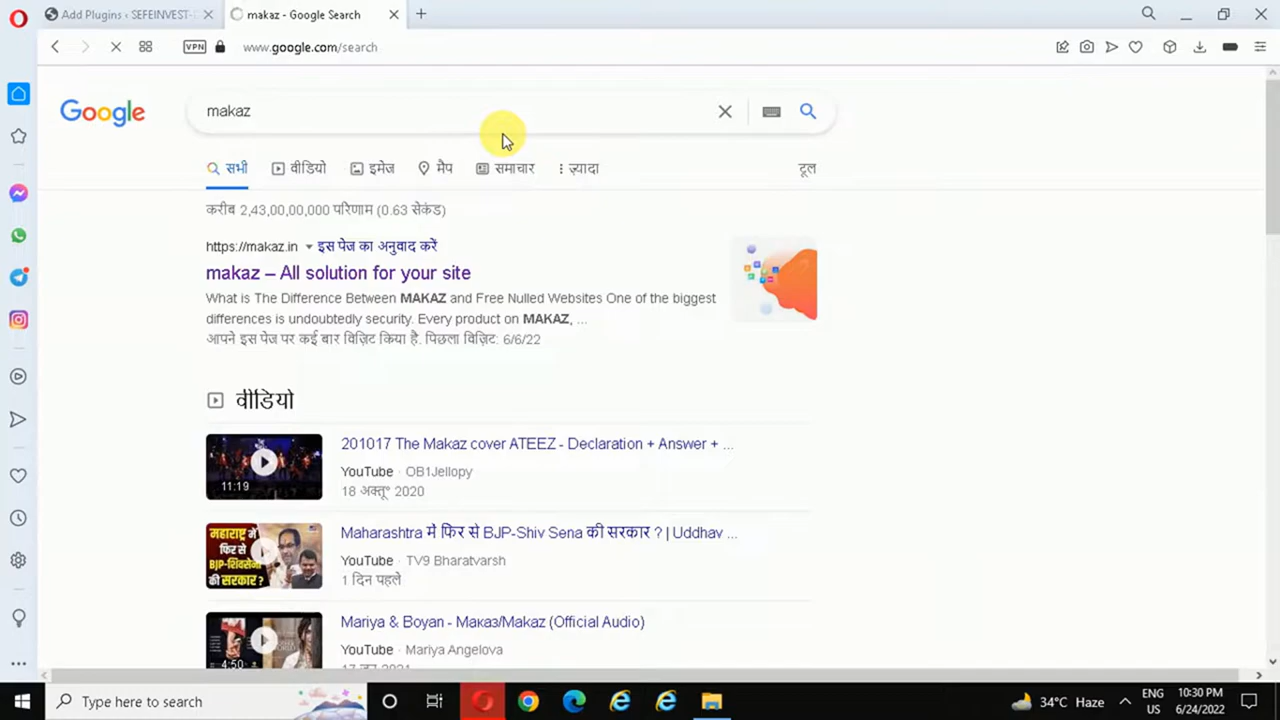 Add Plugins ‹ SEFEINVEST-
makaz - Google Search
VPN
www.google.com/search
Google
makaz
सभी
वीडियो
इमेज
मैप
समाचार
ज़्यादा
टूल
करीब 2,43,00,00,000 परिणाम (0.63 सेकंड)
https://makaz.in
इस पेज का अनुवाद करें
makaz – All solution for your site
What is The Difference Between MAKAZ and Free Nulled Websites One of the biggest
differences is undoubtedly security. Every product on MAKAZ, ...
आपने इस पेज पर कई बार विज़िट किया है. पिछला विज़िट: 6/6/22
वीडियो
201017 The Makaz cover ATEEZ - Declaration + Answer + ...
YouTube · OB1Jellopy
18 अक्तू॰ 2020
11:19
Maharashtra में फिर से BJP-Shiv Sena की सरकार ? | Uddhav ...
YouTube · TV9 Bharatvarsh
1 दिन पहले
महाराष्ट्र में
फिर से
BJP-शिवसेना
की सरकार?
Mariya & Boyan - Маказ/Makaz (Official Audio)
YouTube · Mariya Angelova
4:50
Type here to search
34°C Haze
ENG
US
10:30 PM
6/24/2022